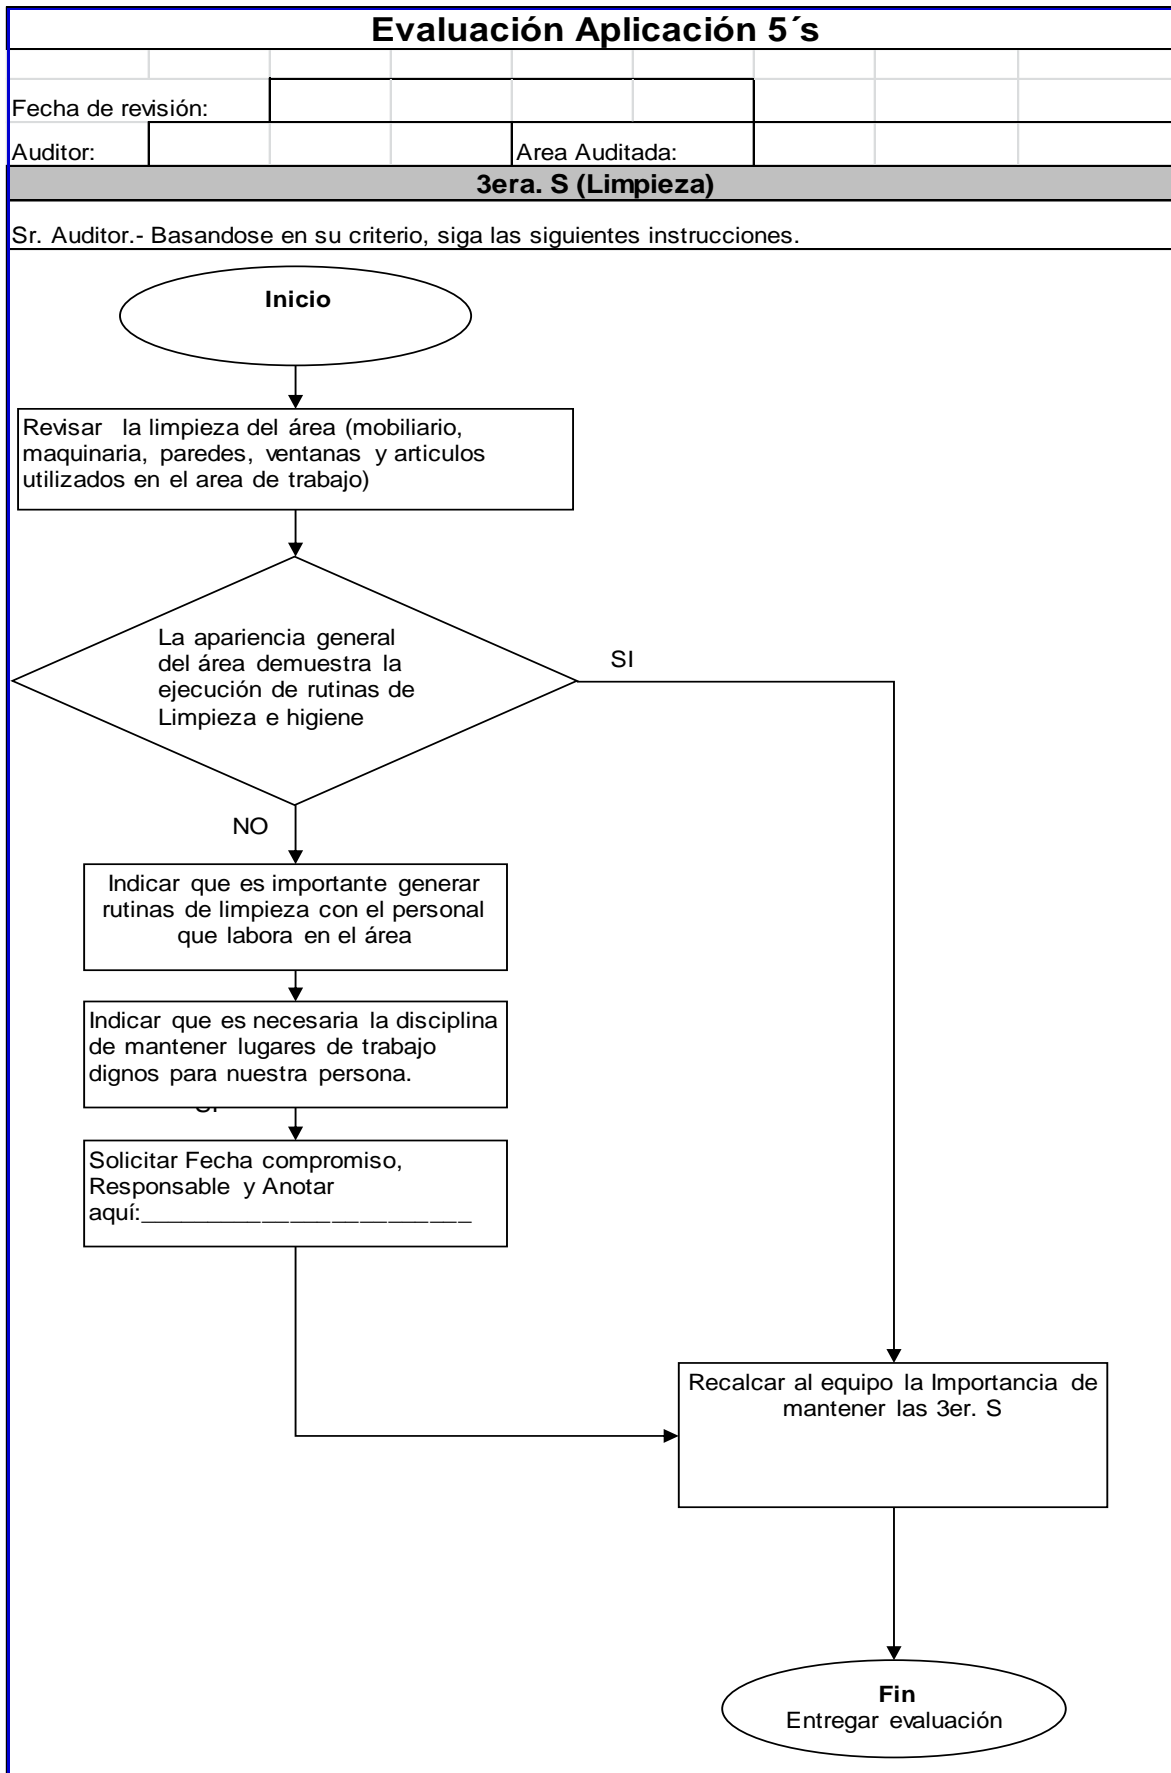 Evaluación Aplicación 5´s
Fecha de revisión:
Auditor:
Area Auditada:
3era. S (Limpieza)
Sr. Auditor.- Basandose en su criterio, siga las siguientes instrucciones.
Inicio
Revisar la limpieza del área (mobiliario,
maquinaria, paredes, ventanas y articulos
utilizados en el area de trabajo)
La apariencia general
del área demuestra la
ejecución de rutinas de
Limpieza e higiene
SI
NO
Indicar que es importante generar
rutinas de limpieza con el personal
que labora en el área
Indicar que es necesaria la disciplina
de mantener lugares de trabajo
dignos para nuestra persona.
Solicitar Fecha compromiso,
Responsable y Anotar
aquí:________________________
Recalcar al equipo la Importancia de
mantener las 3er. S
Fin
Entregar evaluación